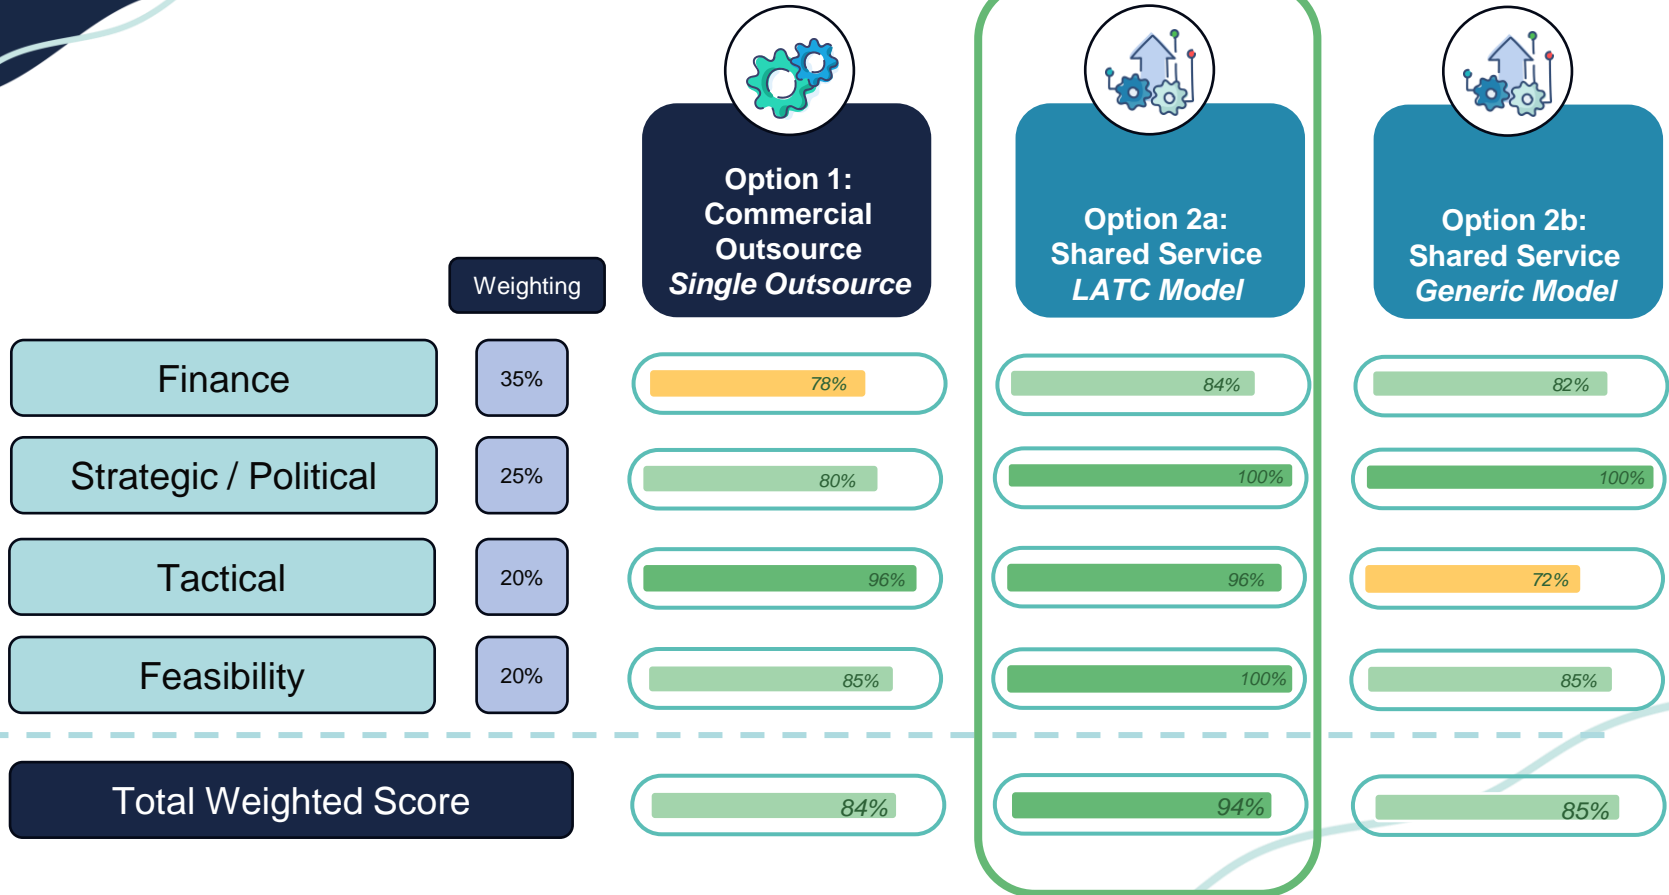 Option 1:
Commercial
Outsource
Single Outsource
Option 2a:
Shared Service
LATC Model
Option 2b:
Shared Service
Generic Model
Weighting
Finance
35%
78%
84%
82%
Strategic / Political
25%
80%
100%
100%
Tactical
20%
96%
96%
72%
Feasibility
20%
85%
100%
85%
Total Weighted Score
84%
94%
85%